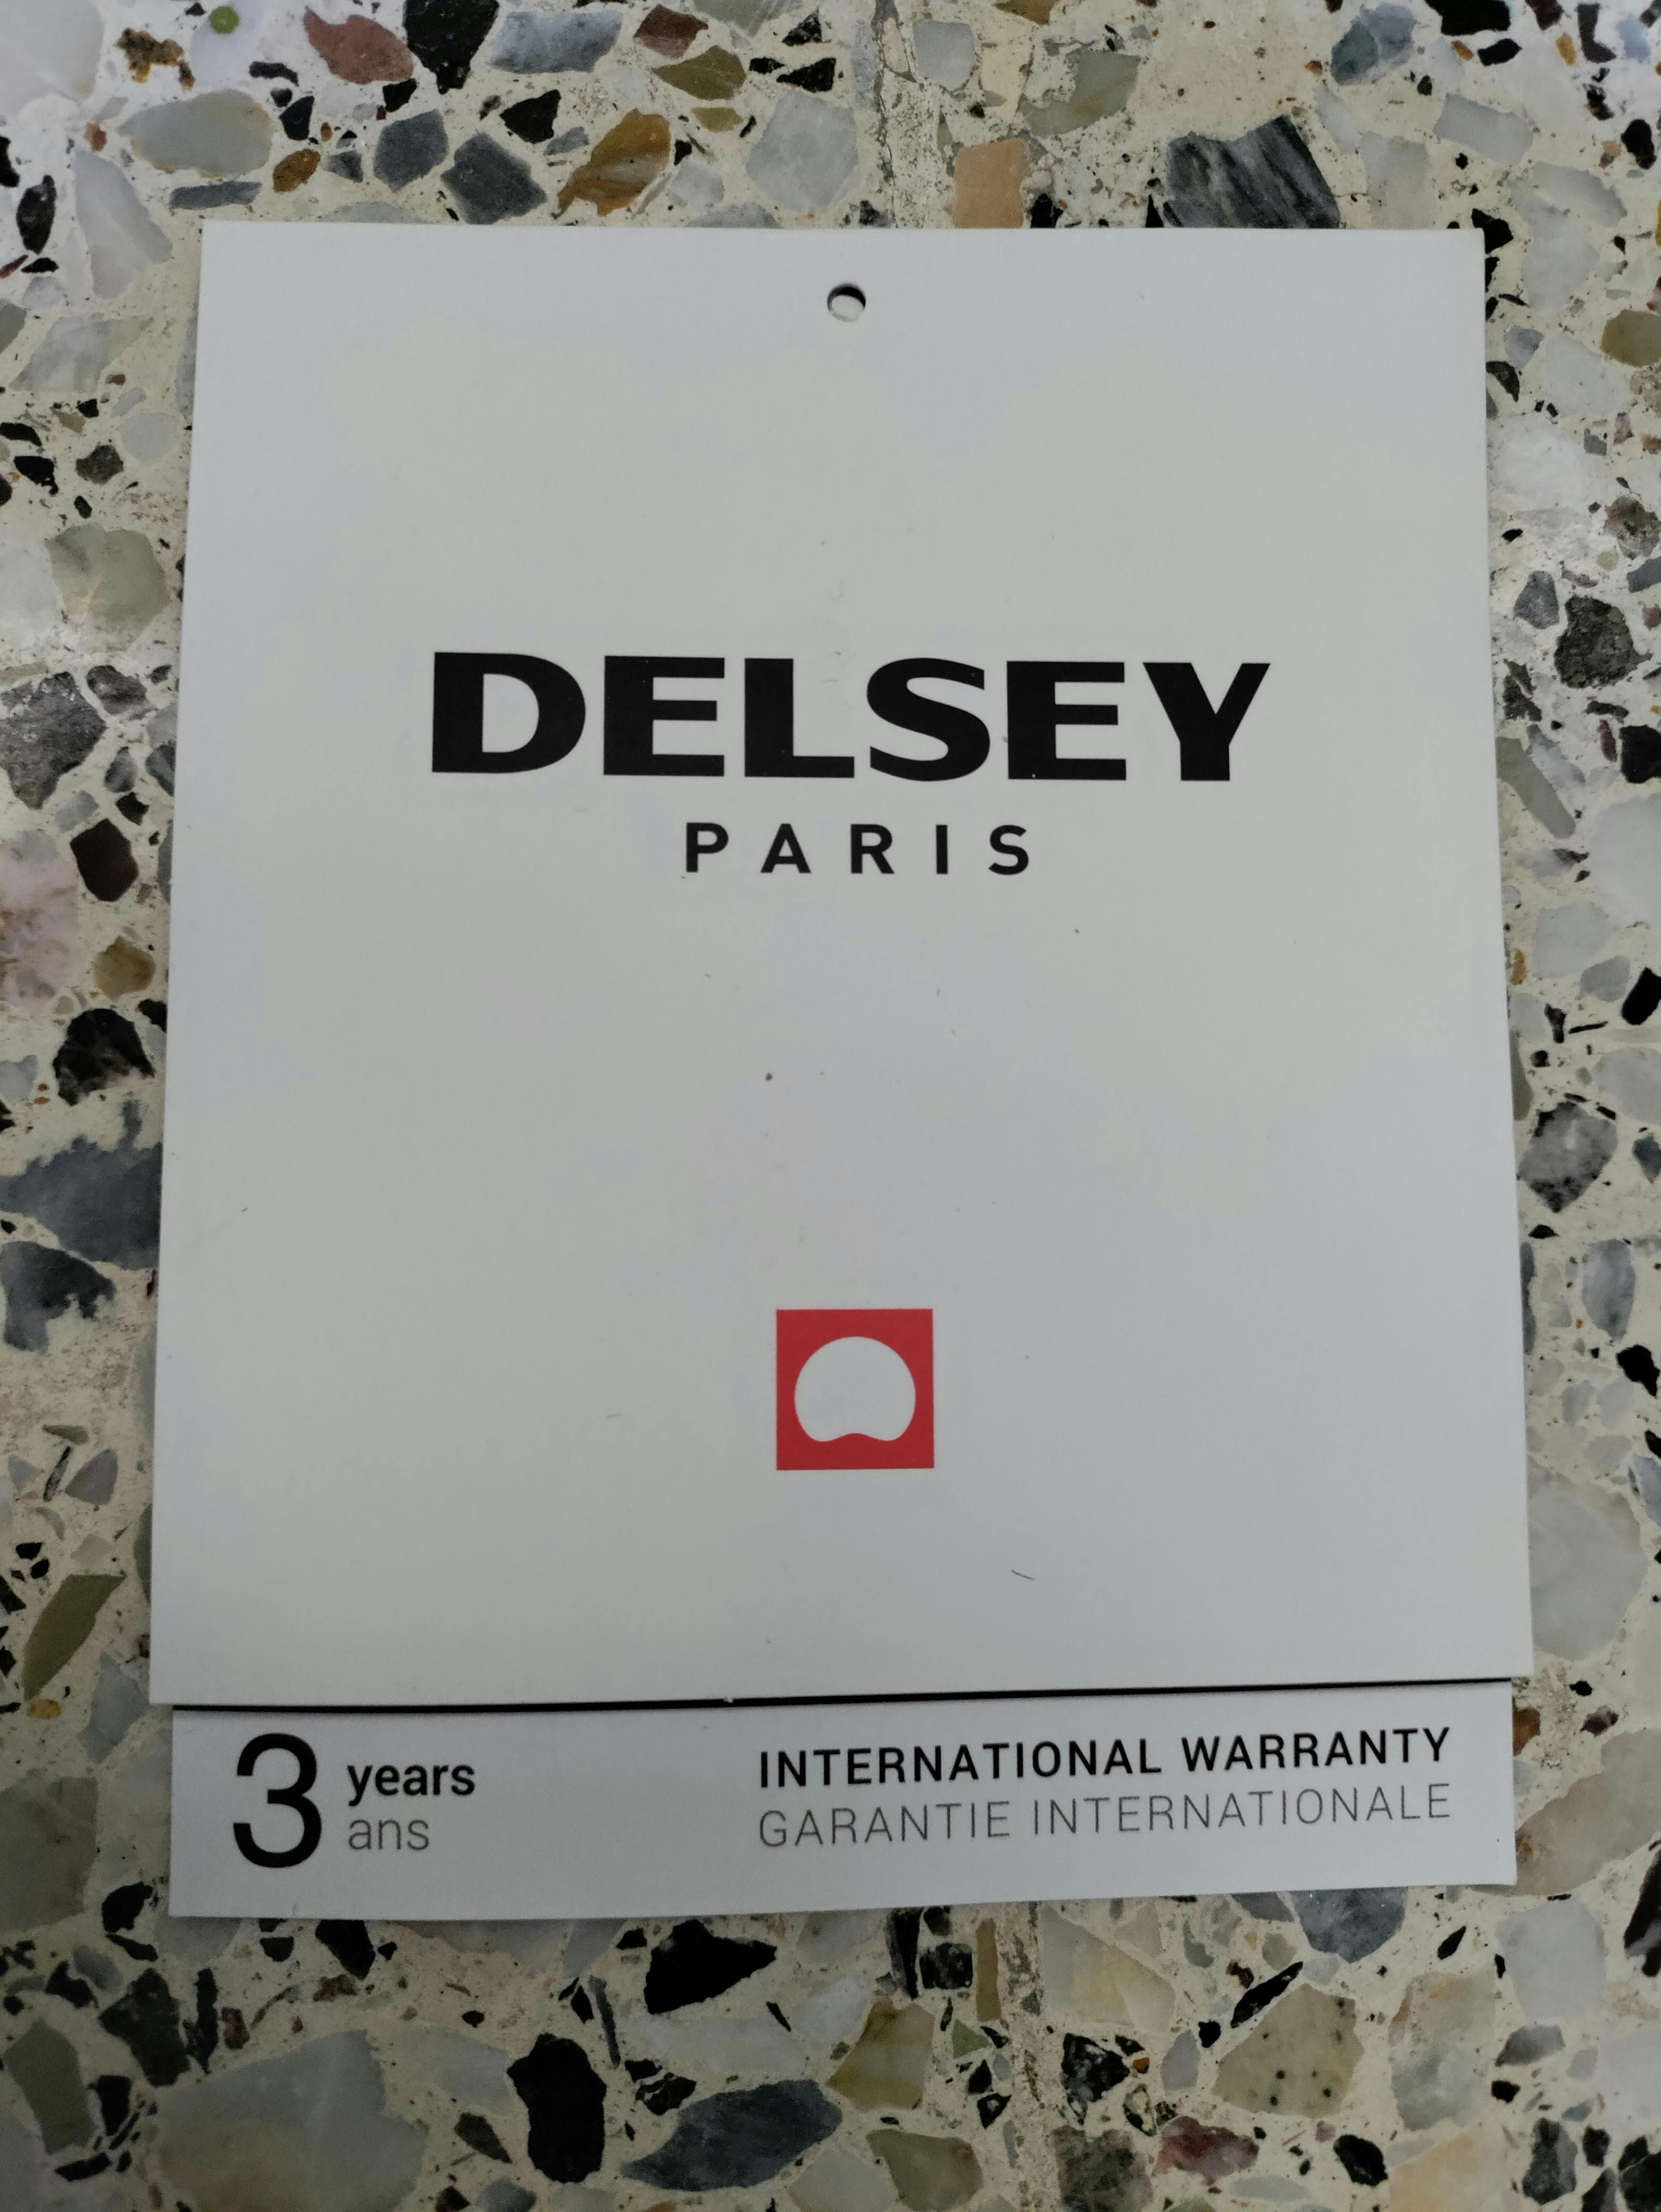 DELSEY
PARIS
3 years
ans
INTERNATIONAL WARRANTY
GARANTIE INTERNATIONALE